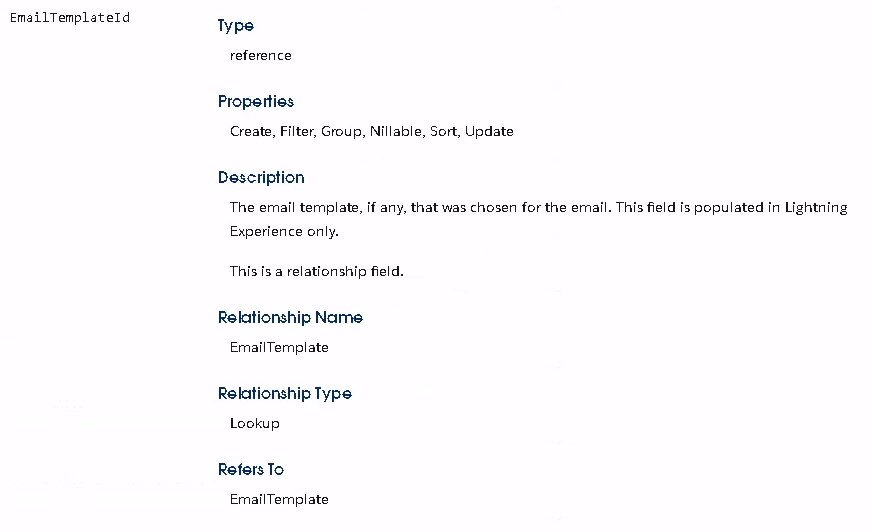 EmailTemplateId
Type
reference
Properties
Create, Filter, Group, Nillable, Sort, Update
Description
The email template, if any, that was chosen for the email. This field is populated in Lightning
Experience only.
This is a relationship field.
Relationship Name
EmailTemplate
Relationship Type
Lookup
Refers To
EmailTemplate